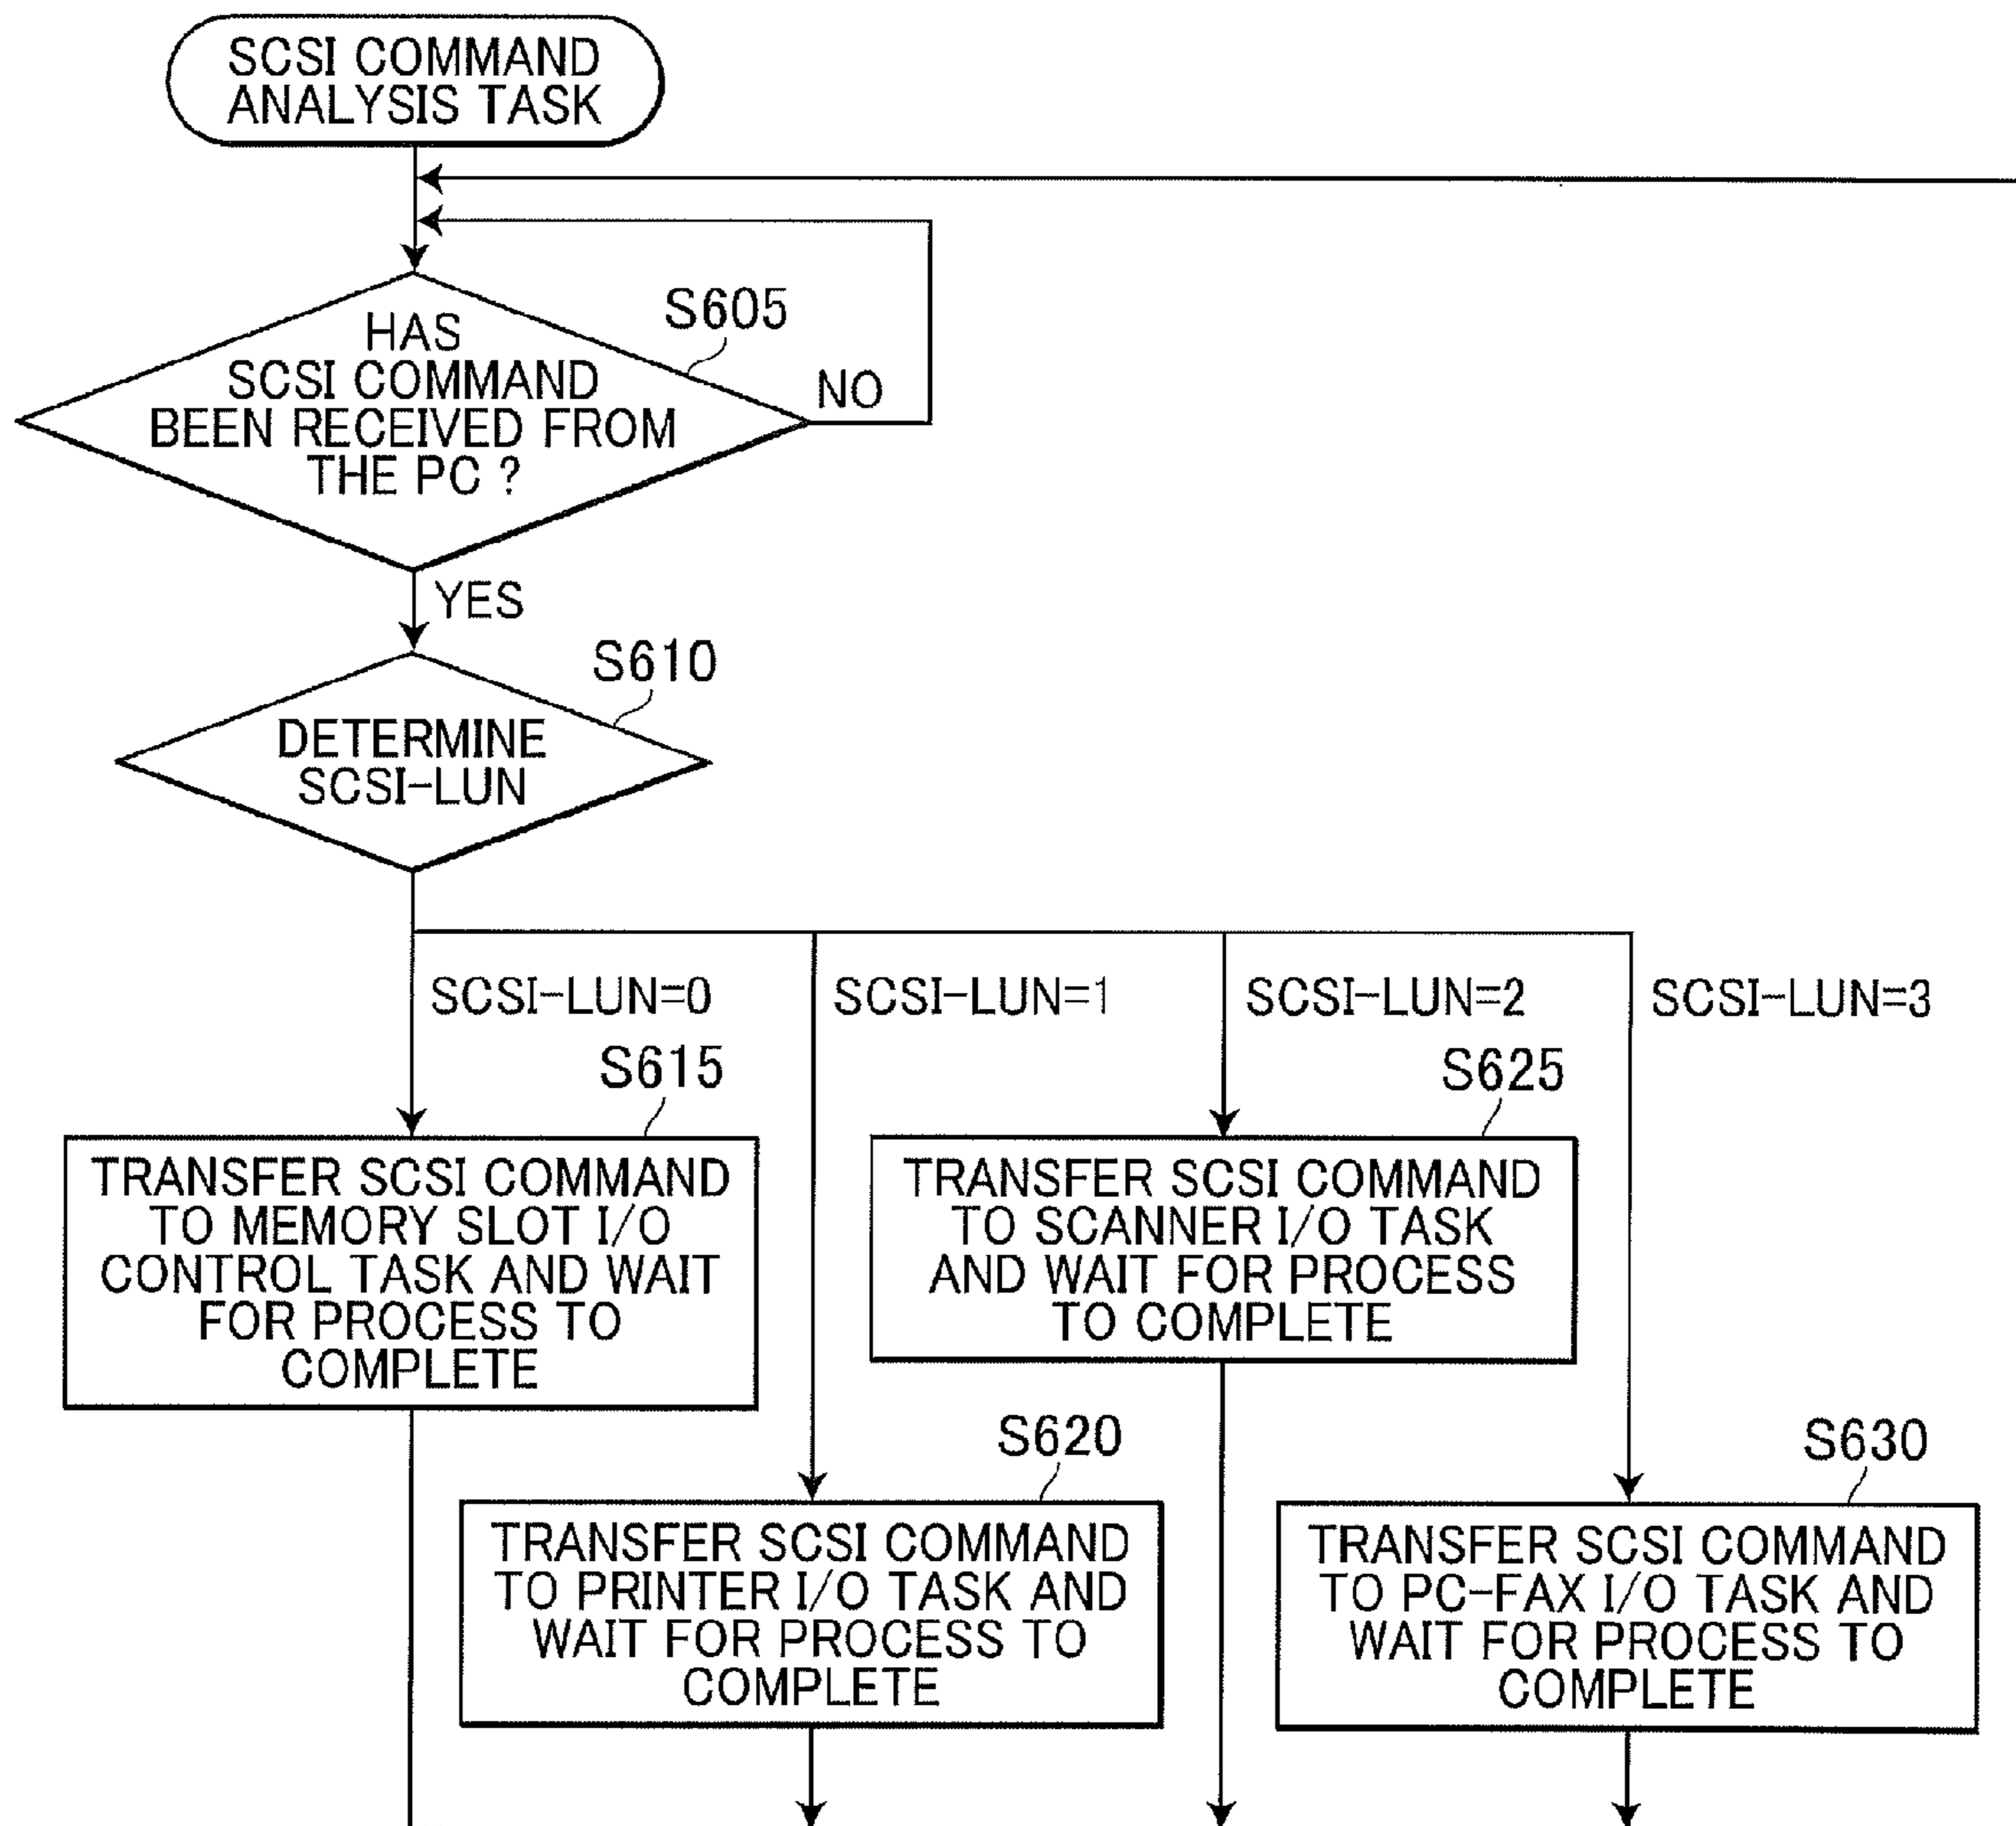 SCSI COMMAND
ANALYSIS TASK
S605
HAS
SCSI COMMAND
BEEN RECEIVED FROM
THE PC ?
NO
YES
S610
DETERMINE
SCSI-LUN
SCSI-LUN=0
SCSI-LUN=1
SCSI-LUN=2
SCSI-LUN=3
S615
TRANSFER SCSI COMMAND
TO MEMORY SLOT I/O
CONTROL TASK AND WAIT
FOR PROCESS TO
COMPLETE
S625
TRANSFER SCSI COMMAND
TO SCANNER I/O TASK
AND WAIT FOR PROCESS
TO COMPLETE
S620
TRANSFER SCSI COMMAND
TO PRINTER I/O TASK AND
WAIT FOR PROCESS TO
COMPLETE
S630
TRANSFER SCSI COMMAND
TO PC-FAX I/O TASK AND
WAIT FOR PROCESS TO
COMPLETE